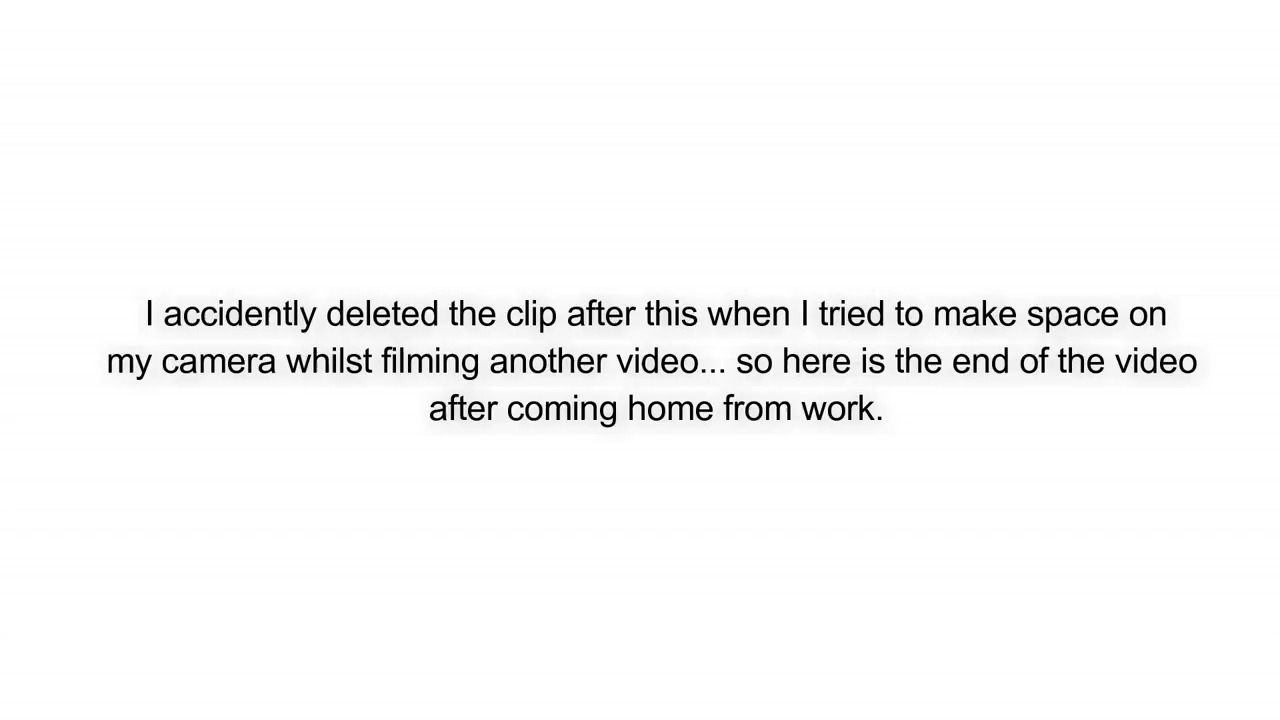 I accidently deleted the clip after this when I tried to make space on
my camera whilst filming another video... so here is the end of the video
after coming home from work.